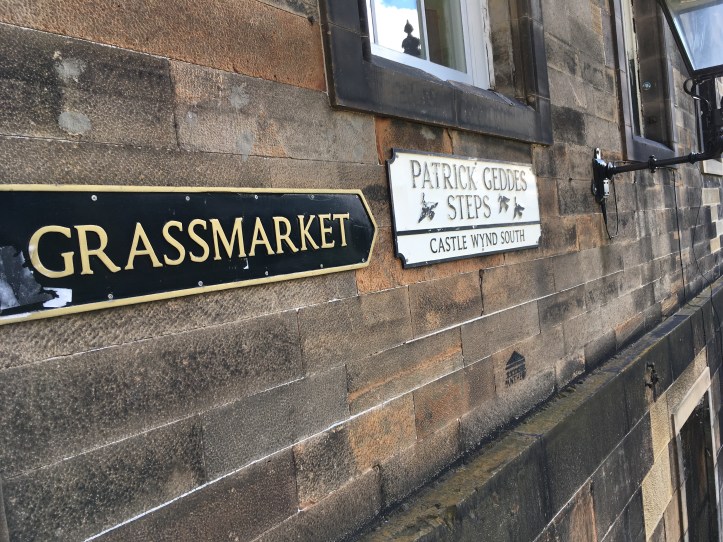 GRASSMARKET
PATRICK GEDDES
STEPS
CASTLE WYND SOUTH